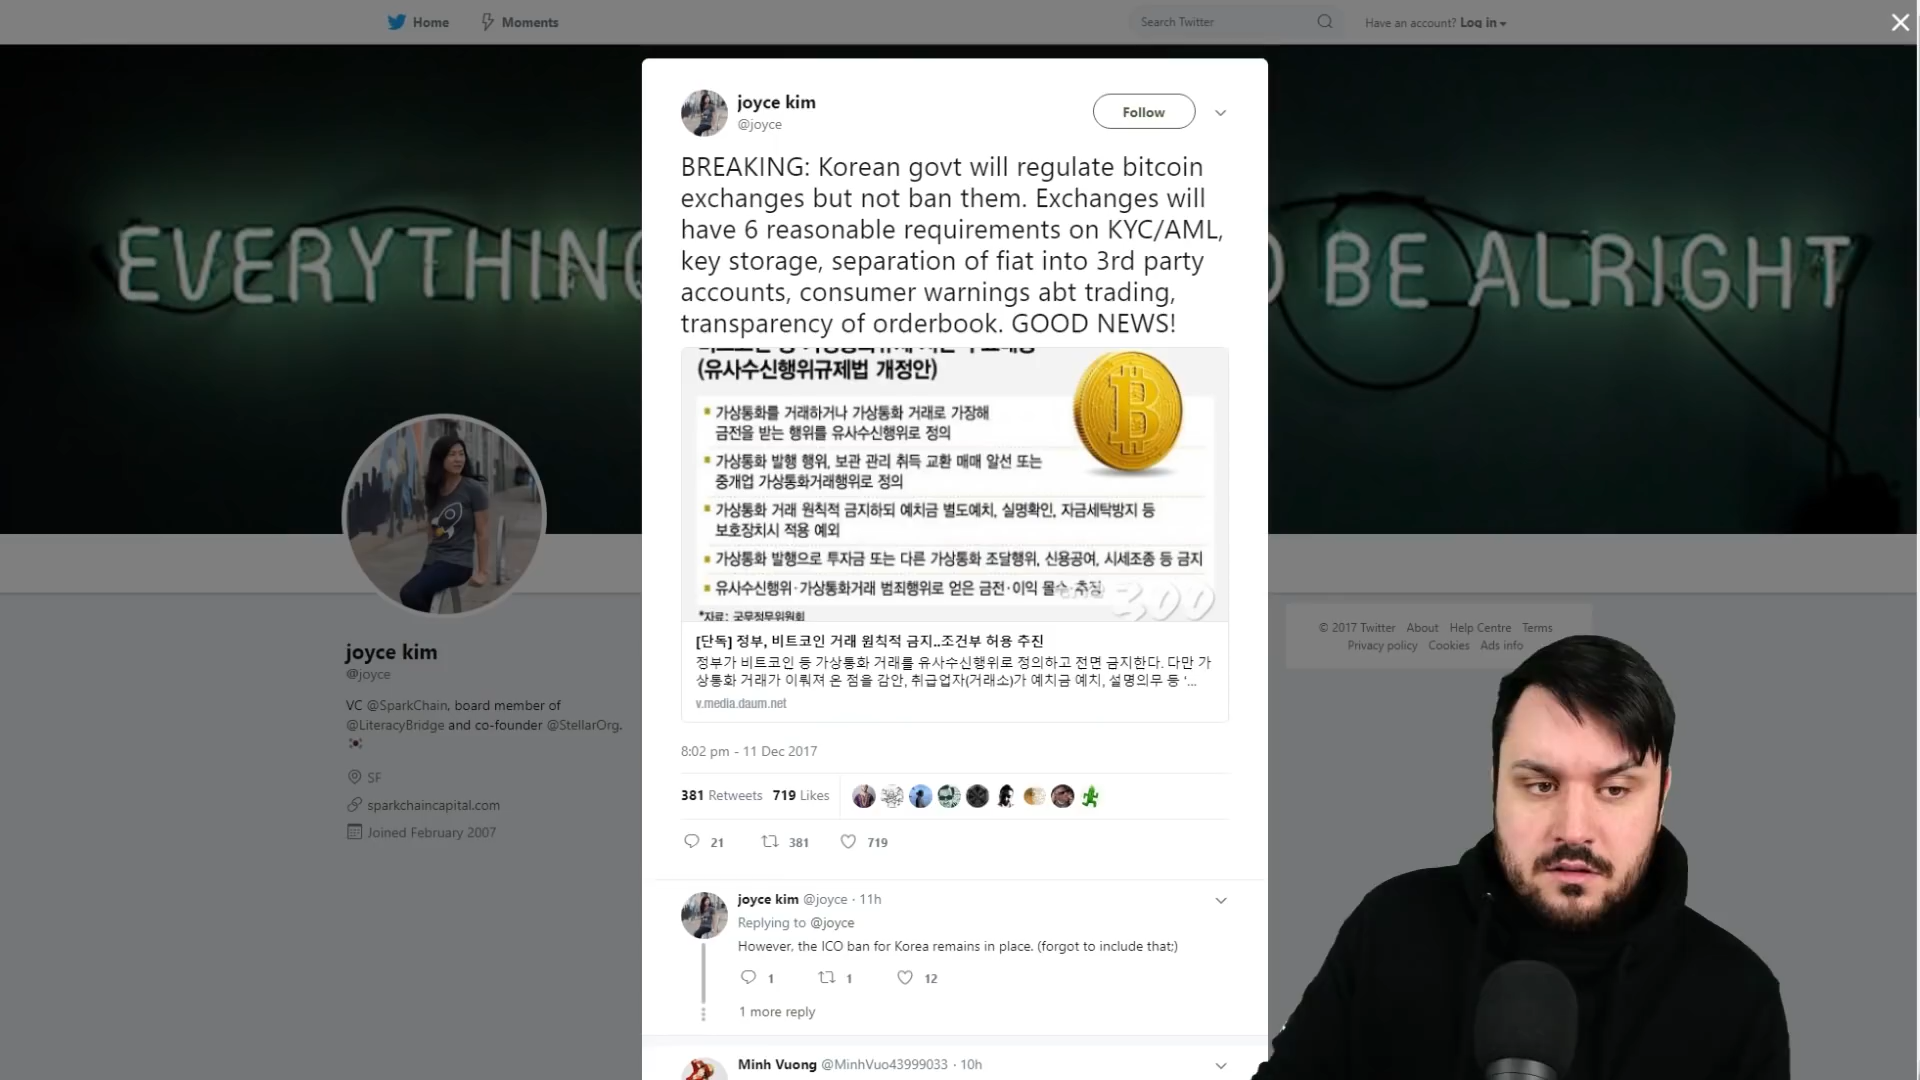 Home
Moments
Search Twitter
Have an account? Log in
EVERYTHING
BE ALRIGHT
joyce kim
@joyce
Follow
BREAKING: Korean govt will regulate bitcoin
exchanges but not ban them. Exchanges will
have 6 reasonable requirements on KYC/AML,
key storage, separation of fiat into 3rd party
accounts, consumer warnings abt trading,
transparency of orderbook. GOOD NEWS!
(유사수신행위규제법 개정안)
가상통화를 거래하거나 가상통화 거래로 가장해
금전을 받는 행위를 유사수신행위로 정의
가상통화 발행 행위, 보관 관리 취득 교환 매매 알선 또는
중개업 가상통화거래행위로 정의
가상통화 거래 원칙적 금지하되 예치금 별도예치, 실명확인, 자금세탁방지 등
보호장치시 적용 예외
가상통화 발행으로 투자금 또는 다른 가상통화 조달행위, 신용공여, 시세조종 등 금지
유사수신행위·가상통화거래 범죄행위로 얻은 금전·이익 몰수·추징
300
*자료: 국무정무위원회
[단독] 정부, 비트코인 거래 원칙적 금지..조건부 허용 추진
정부가 비트코인 등 가상통화 거래를 유사수신행위로 정의하고 전면 금지한다. 다만 가
상통화 거래가 이뤄져 온 점을 감안, 취급업자(거래소)가 예치금 예치, 설명의무 등 '...
v.media.daum.net
8:02 pm - 11 Dec 2017
381 Retweets 719 Likes
21 381 719
joyce kim @joyce · 11h
Replying to @joyce
However, the ICO ban for Korea remains in place. (forgot to include that;)
1 1 12
1 more reply
Minh Vuong @MinhVuo43999033 · 10h
joyce kim
@joyce
VC @SparkChain, board member of
@LiteracyBridge and co-founder @StellarOrg.
SF
sparkchaincapital.com
Joined February 2007
© 2017 Twitter About Help Centre Terms
Privacy policy Cookies Ads info